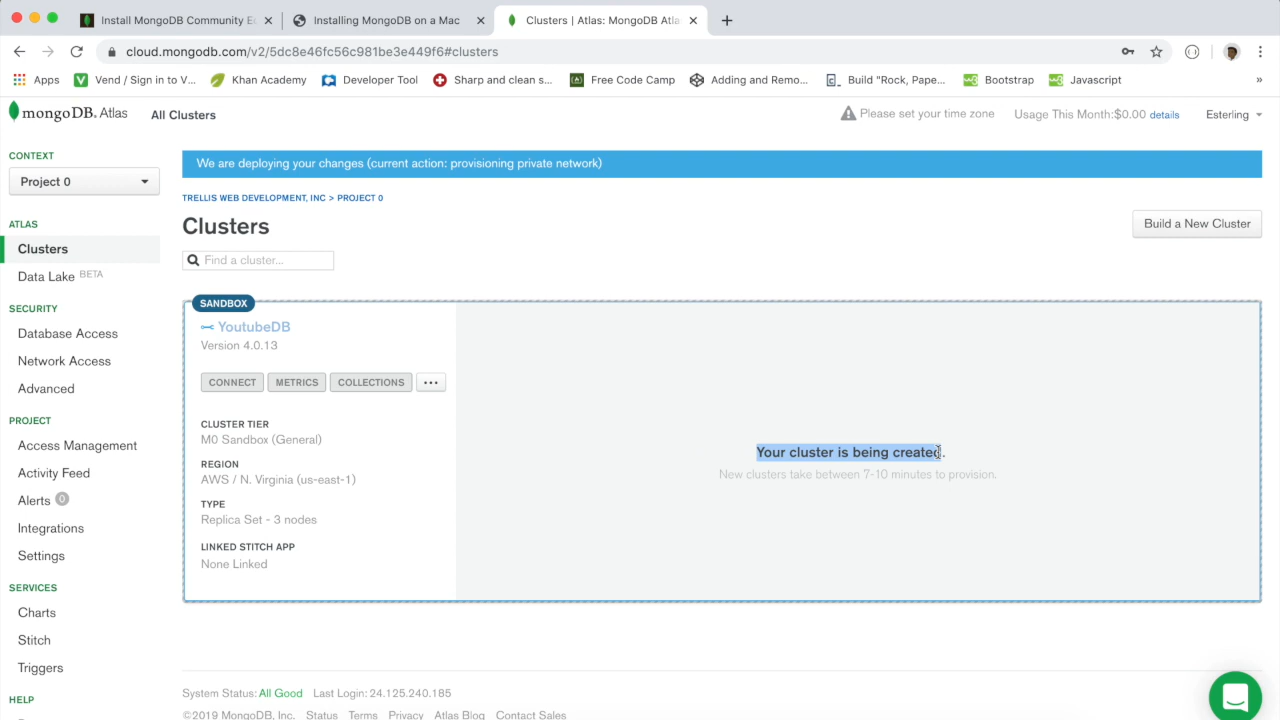 Install MongoDB Community E
Installing MongoDB on a Mac
Clusters | Atlas: MongoDB Atla
cloud.mongodb.com/v2/5dc8e46fc56c981be3e449f6#clusters
Apps
Vend / Sign in to V...
Khan Academy
Developer Tool
Sharp and clean s...
Free Code Camp
Adding and Remo...
Build "Rock, Pape...
Bootstrap
Javascript
»
mongoDB. Atlas
All Clusters
Please set your time zone
Usage This Month:$0.00 details
Esterling
CONTEXT
Project 0
ATLAS
Clusters
Data Lake BETA
SECURITY
Database Access
Network Access
Advanced
PROJECT
Access Management
Activity Feed
Alerts 0
Integrations
Settings
SERVICES
Charts
Stitch
Triggers
HELP
We are deploying your changes (current action: provisioning private network)
TRELLIS WEB DEVELOPMENT, INC > PROJECT 0
Clusters
Build a New Cluster
Find a cluster...
SANDBOX
YoutubeDB
Version 4.0.13
CONNECT
METRICS
COLLECTIONS
...
CLUSTER TIER
M0 Sandbox (General)
REGION
AWS / N. Virginia (us-east-1)
TYPE
Replica Set - 3 nodes
LINKED STITCH APP
None Linked
Your cluster is being created.
New clusters take between 7-10 minutes to provision.
System Status: All Good Last Login: 24.125.240.185
©2019 MongoDB, Inc. Status Terms Privacy Atlas Blog Contact Sales